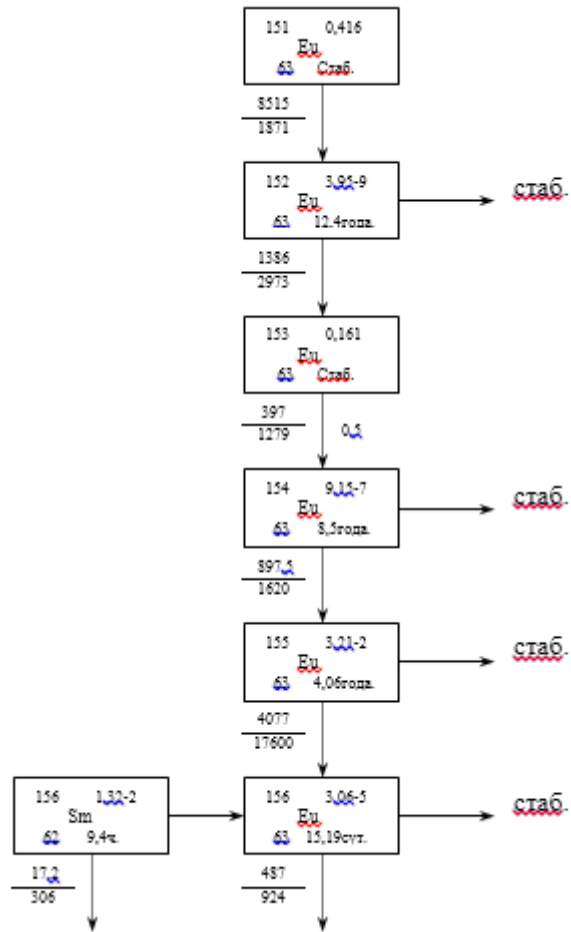 151 0,416
Eu
63 Стаб.
8515
1871
152 3,95-9
Eu
63 12.4года.
стаб.
1386
2973
153 0,161
Eu
63 Стаб.
397
1279
0,5
154 9,15-7
Eu
63 8,5года.
стаб.
897,5
1620
155 3,21-2
Eu
63 4,06года.
стаб.
4077
17600
156 1,32-2
Sm
62 9,4ч.
156 3,06-5
Eu
63 15,19сут.
стаб.
17,2
306
487
924